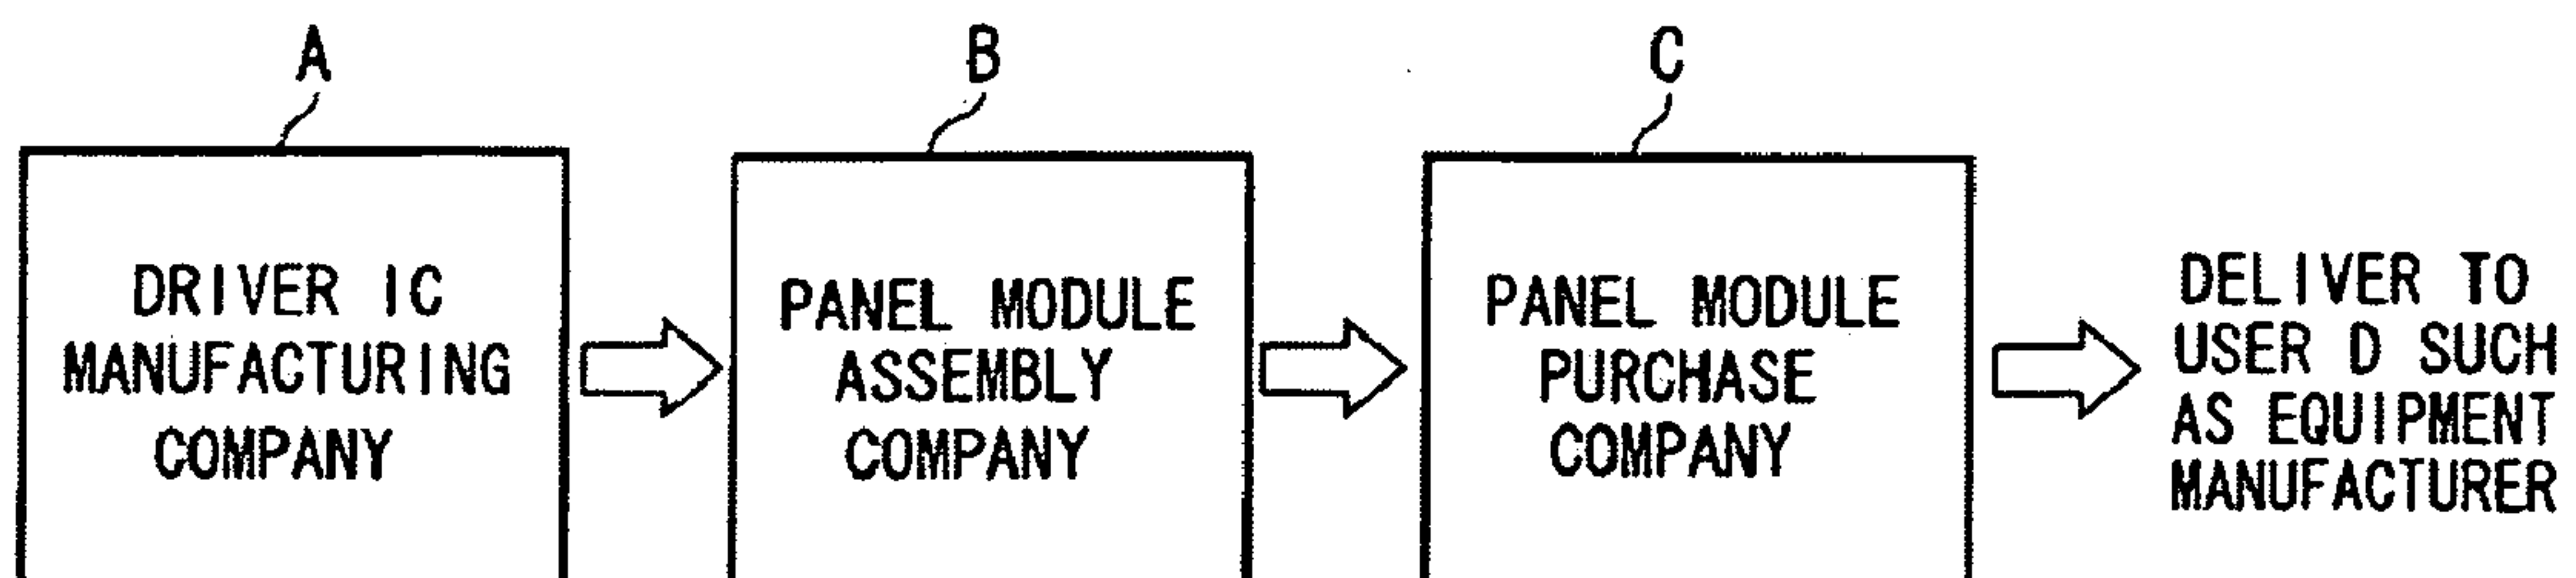 A
B
C
DRIVER IC
MANUFACTURING
COMPANY
PANEL MODULE
ASSEMBLY
COMPANY
PANEL MODULE
PURCHASE
COMPANY
DELIVER TO
USER D SUCH
AS EQUIPMENT
MANUFACTURER